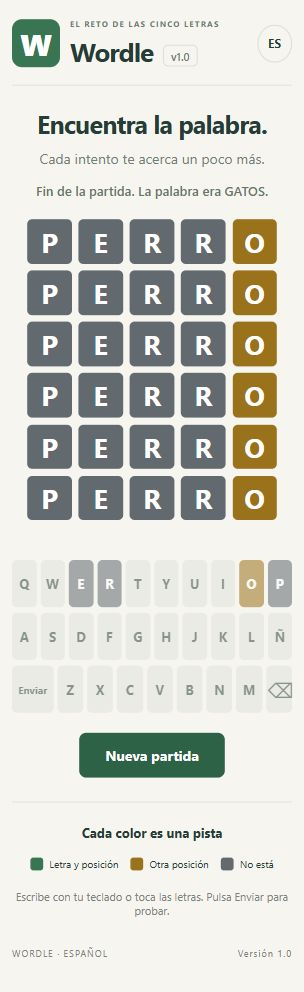 W
EL RETO DE LAS CINCO LETRAS
Wordle v1.0
ES
Encuentra la palabra.
Cada intento te acerca un poco más.
Fin de la partida. La palabra era GATOS.
P E R R O
P E R R O
P E R R O
P E R R O
P E R R O
P E R R O
Q W E R T Y U I O P
A S D F G H J K L Ñ
Enviar Z X C V B N M ⌫
Nueva partida
Cada color es una pista
Letra y posición Otra posición No está
Escribe con tu teclado o toca las letras. Pulsa Enviar para
probar.
WORDLE · ESPAÑOL Versión 1.0